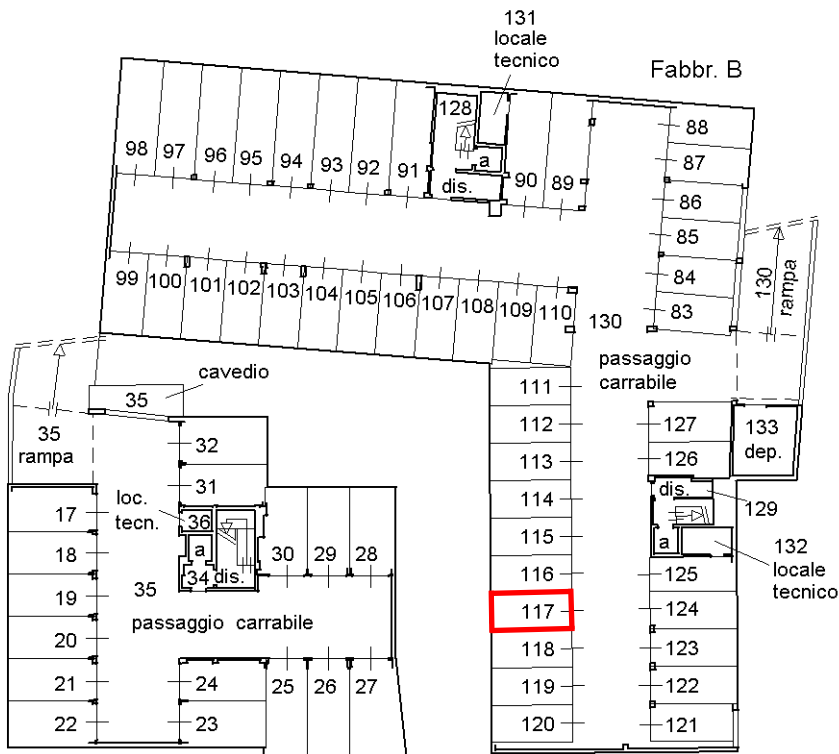 131
locale
tecnico
Fabbr. B
128
a
dis.
98 97 96 95 94 93 92 91
90 89
88
87
86
85
84
83
130
rampa
99 100 101 102 103 104 105 106 107 108 109 110
130
passaggio
carrabile
cavedio
35
35
rampa
32
31
loc.
tecn.
36
a
34 dis.
30 29 28
17
18
19
20
21
22
35
passaggio carrabile
24
23
25 26 27
111
112
113
114
115
116
117
118
119
120
127
126
133
dep.
dis.
129
a
132
locale
tecnico
125
124
123
122
121